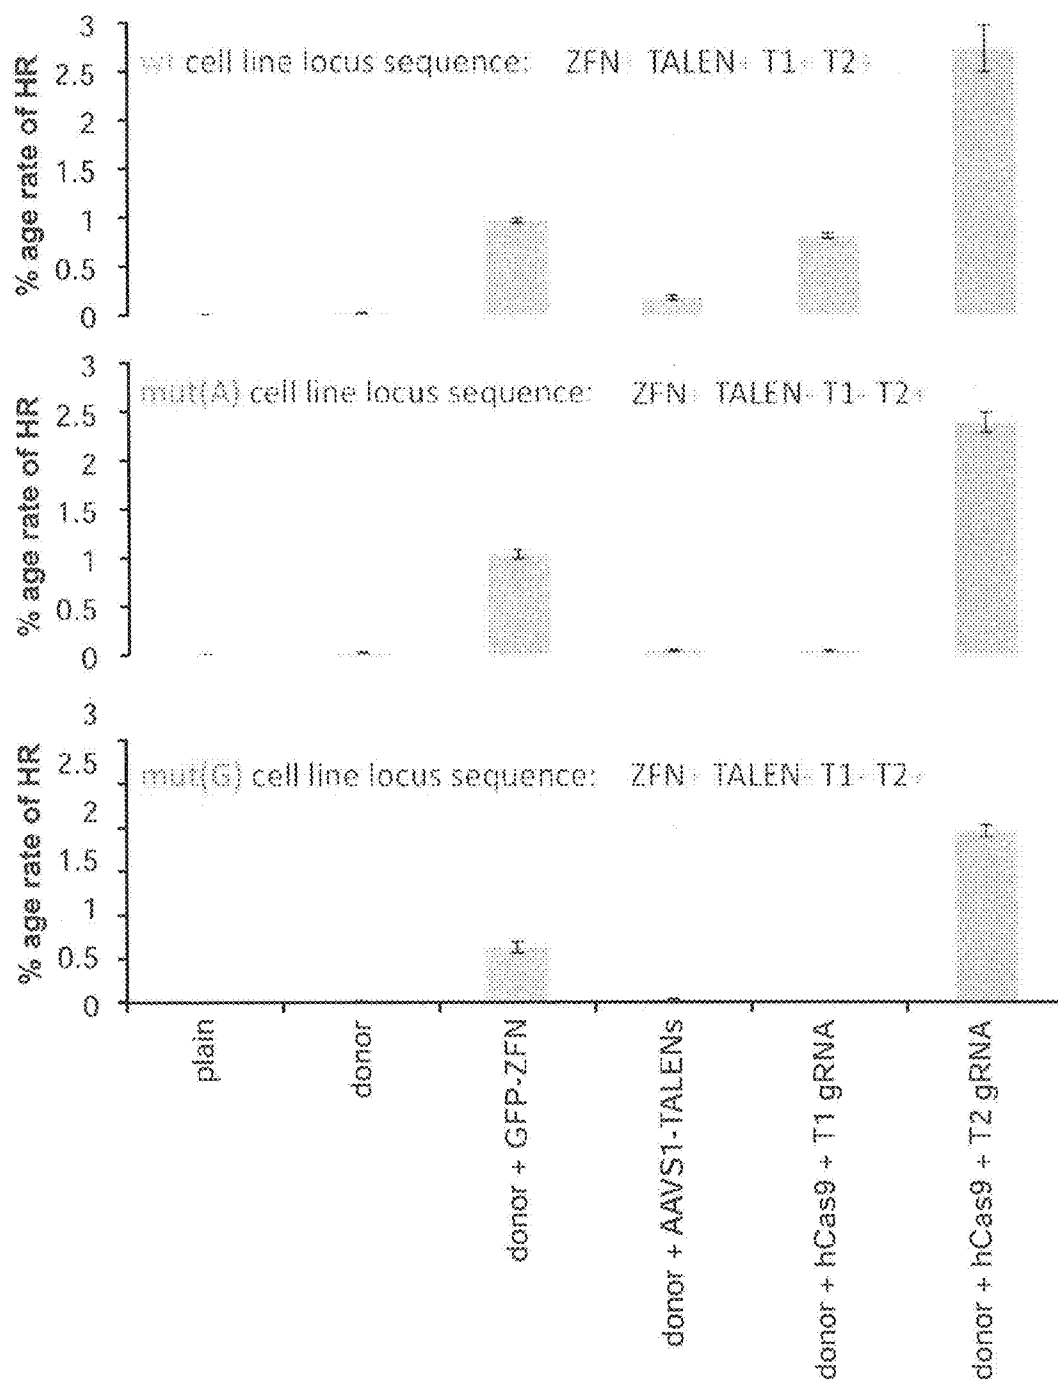 % age rate of HR
3
2.5
2
1.5
1
0.5
0
wt cell line locus sequence: ZFN+ TALEN+ T1+ T2+
% age rate of HR
3
2.5
2
1.5
1
0.5
0
mut(A) cell line locus sequence: ZFN+ TALEN- T1- T2+
% age rate of HR
3
2.5
2
1.5
1
0.5
0
mut(G) cell line locus sequence: ZFN+ TALEN- T1- T2+
plain
donor
donor + GFP-ZFN
donor + AAVS1-TALENs
donor + hCas9 + T1 gRNA
donor + hCas9 + T2 gRNA